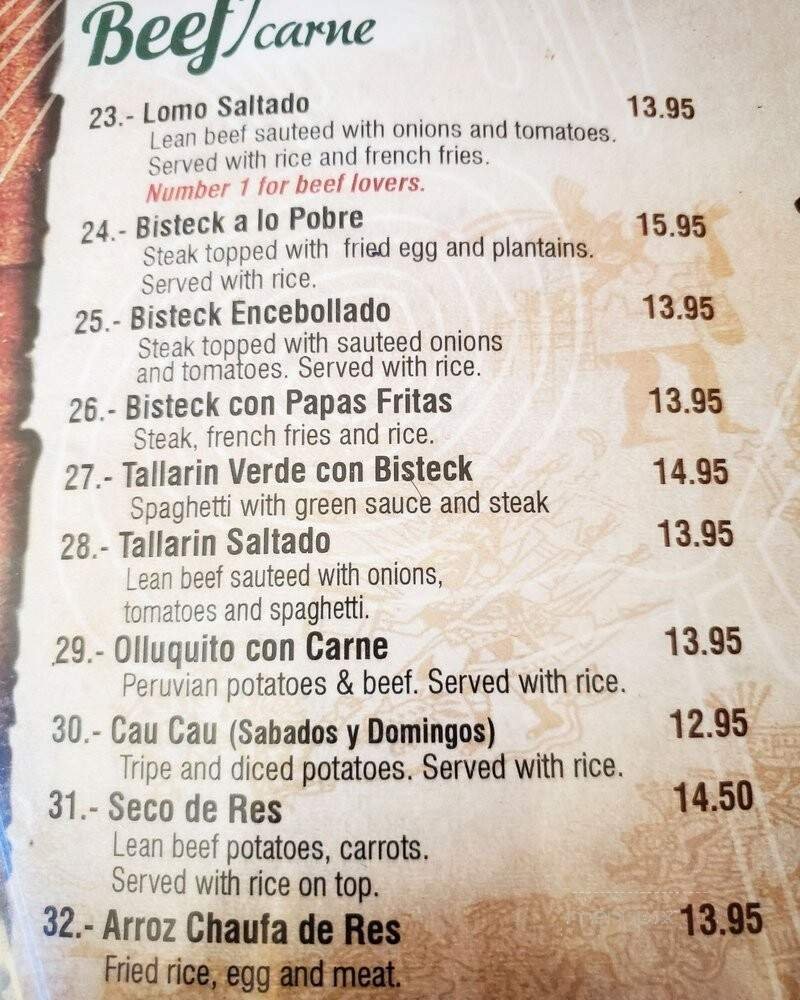 Beef/carne
23.- Lomo Saltado 13.95
Lean beef sauteed with onions and tomatoes.
Served with rice and french fries.
Number 1 for beef lovers.
24.- Bisteck a lo Pobre 15.95
Steak topped with fried egg and plantains.
Served with rice.
25.- Bisteck Encebollado 13.95
Steak topped with sauteed onions
and tomatoes. Served with rice.
26.- Bisteck con Papas Fritas 13.95
Steak, french fries and rice.
27.- Tallarin Verde con Bisteck 14.95
Spaghetti with green sauce and steak
28.- Tallarin Saltado 13.95
Lean beef sauteed with onions,
tomatoes and spaghetti.
29.- Olluquito con Carne 13.95
Peruvian potatoes & beef. Served with rice.
30.- Cau Cau (Sabados y Domingos) 12.95
Tripe and diced potatoes. Served with rice.
31.- Seco de Res 14.50
Lean beef potatoes, carrots.
Served with rice on top.
32.- Arroz Chaufa de Res 13.95
Fried rice, egg and meat.